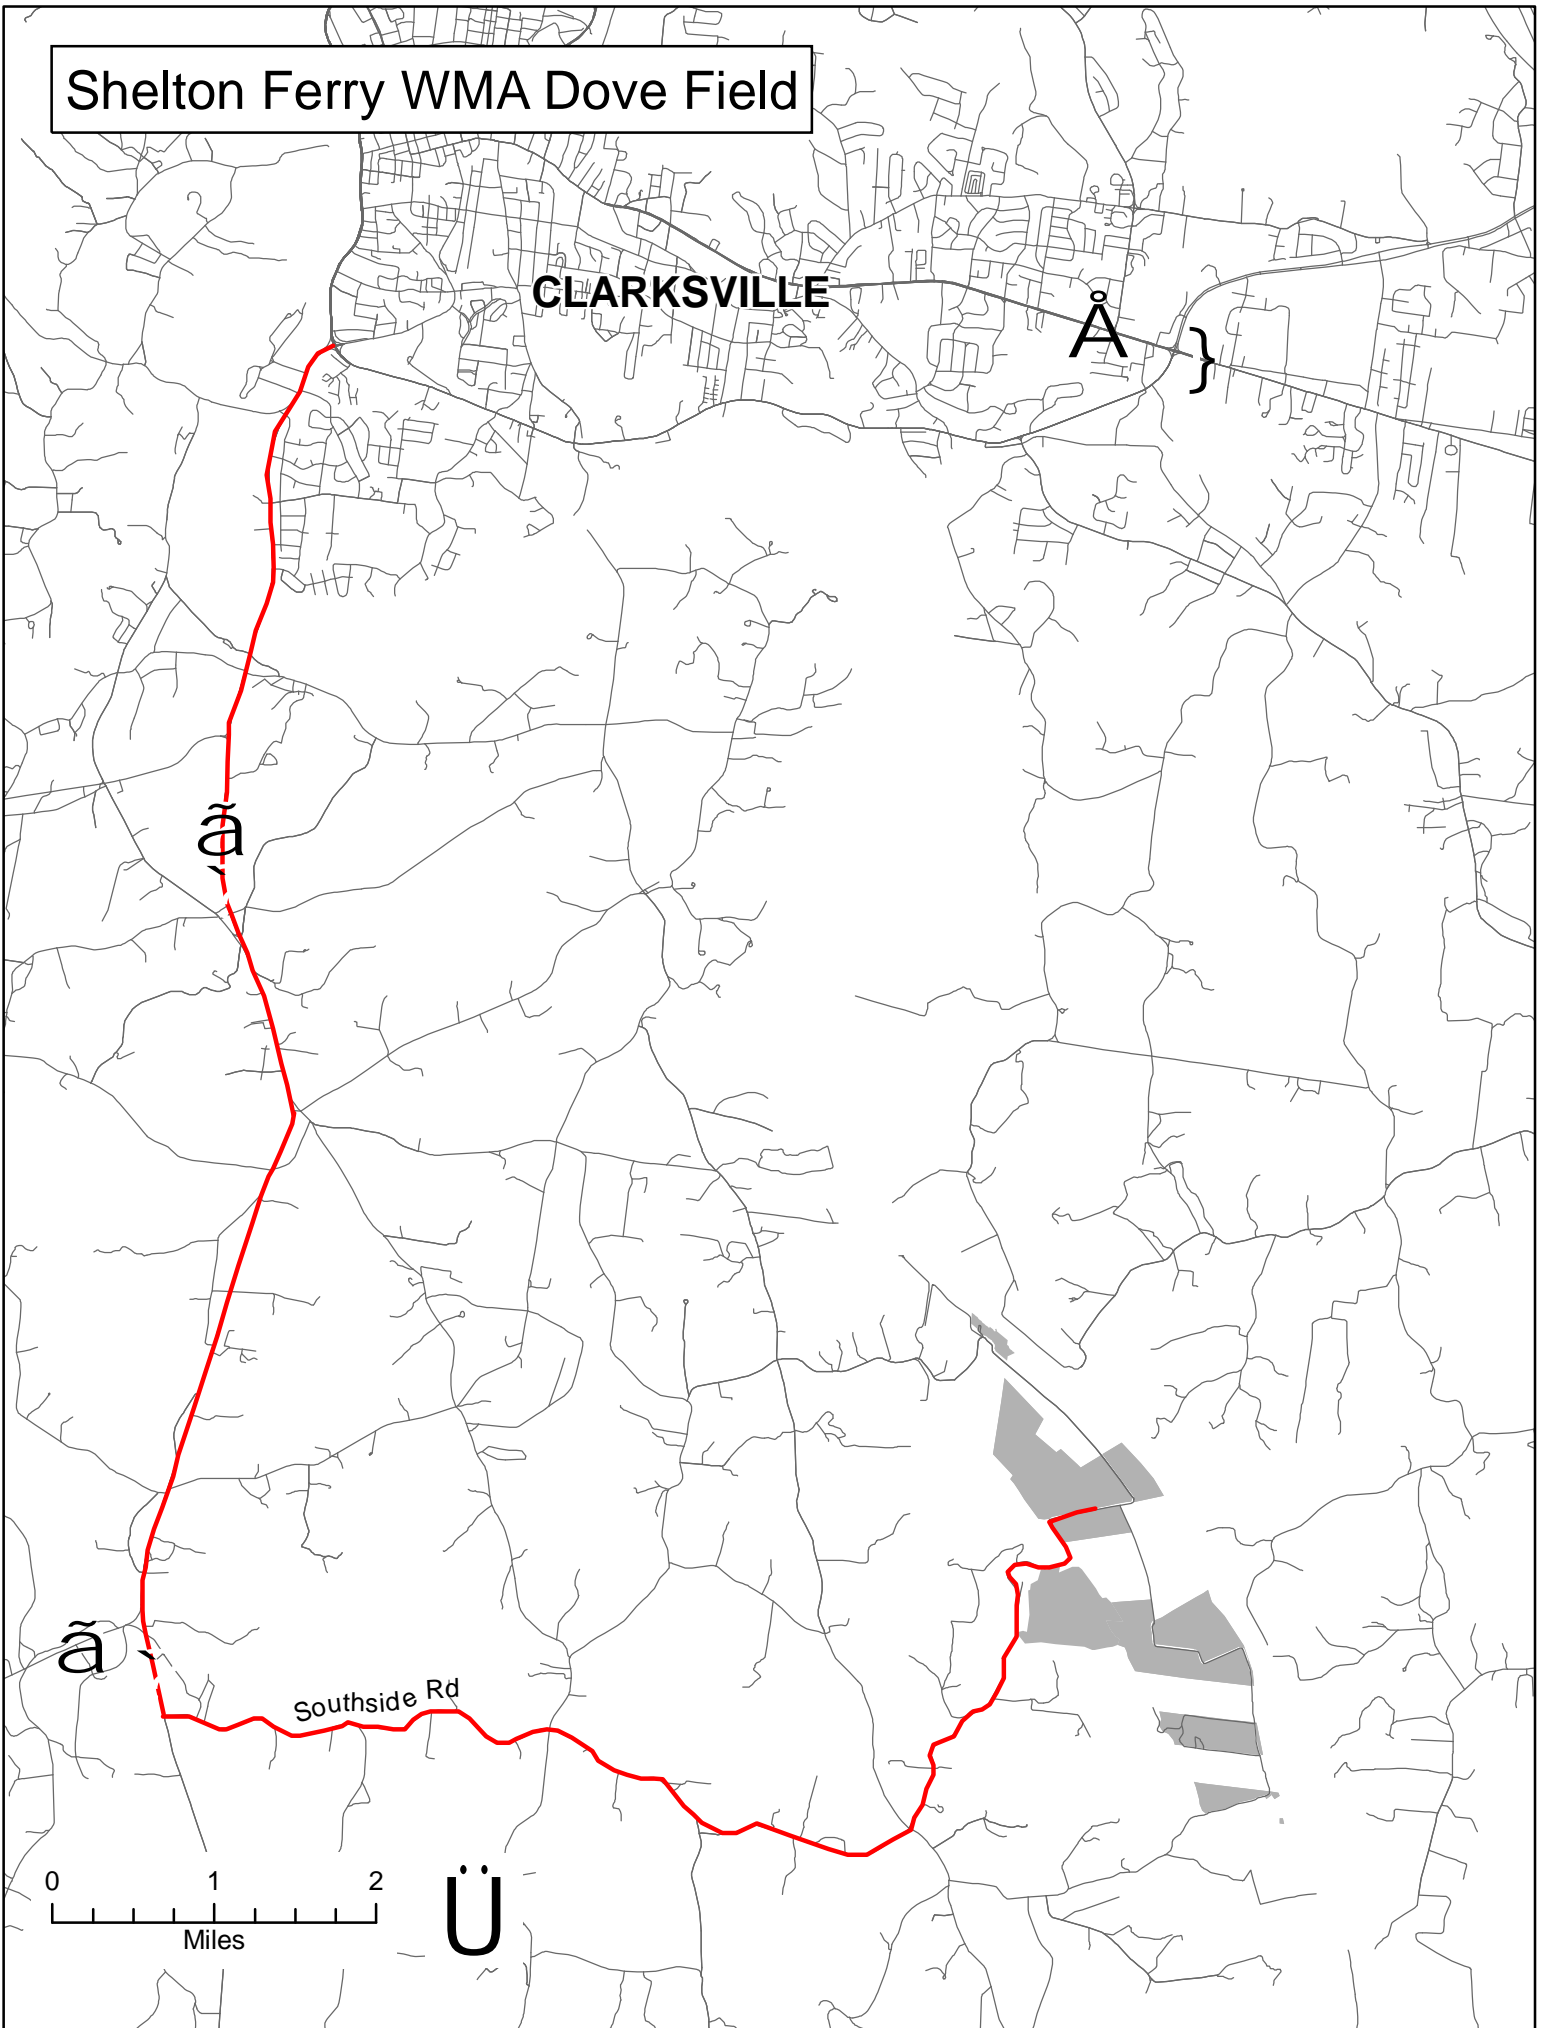 Shelton Ferry WMA Dove Field
CLARKSVILLE
Å
}
ã
ã
Southside Rd
0 1 2
Miles
Ü